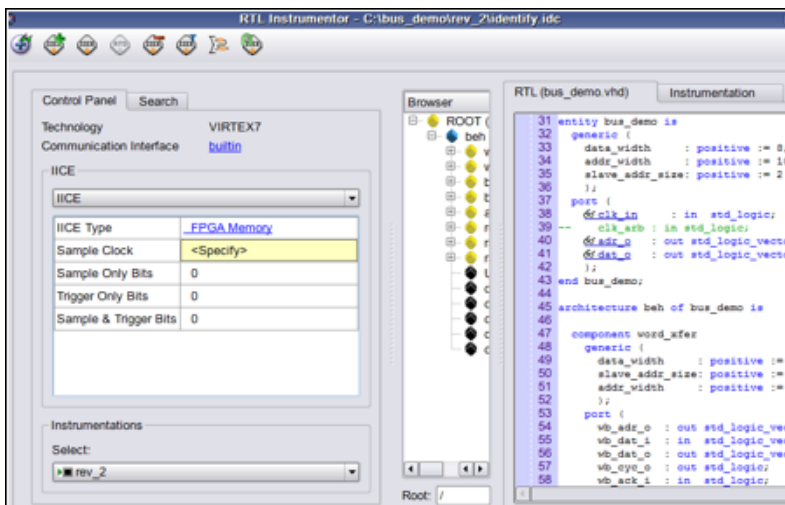 RTL Instrumentor - C:\bus_demo\rev_2\identify.idc
Control Panel
Search
Technology VIRTEX7
Communication Interface builtin
IICE
IICE
IICE Type FPGA Memory
Sample Clock <Specify>
Sample Only Bits 0
Trigger Only Bits 0
Sample & Trigger Bits 0
Instrumentations
Select:
rev_2
Browser
ROOT (
beh
Root: /
RTL (bus_demo.vhd)
Instrumentation
31 entity bus_demo is
32 generic (
33 data_width : positive := 8
34 addr_width : positive := 1
35 slave_addr_size: positive := 2
36 );
37 port (
38 clk_in : in std_logic;
39 -- clk_arb : in std_logic;
40 adr_o : out std_logic_vect
41 dat_o : out std_logic_vect
42 );
43 end bus_demo;
44
45 architecture beh of bus_demo is
46
47 component word_xfer
48 generic (
49 data_width : positive :=
50 slave_addr_size: positive :=
51 addr_width : positive :=
52 );
53 port (
54 wb_adr_o : out std_logic_vec
55 wb_dat_i : in std_logic_vec
56 wb_dat_o : out std_logic_vec
57 wb_cyc_o : out std_logic;
58 wb_ack_i : in std_logic;